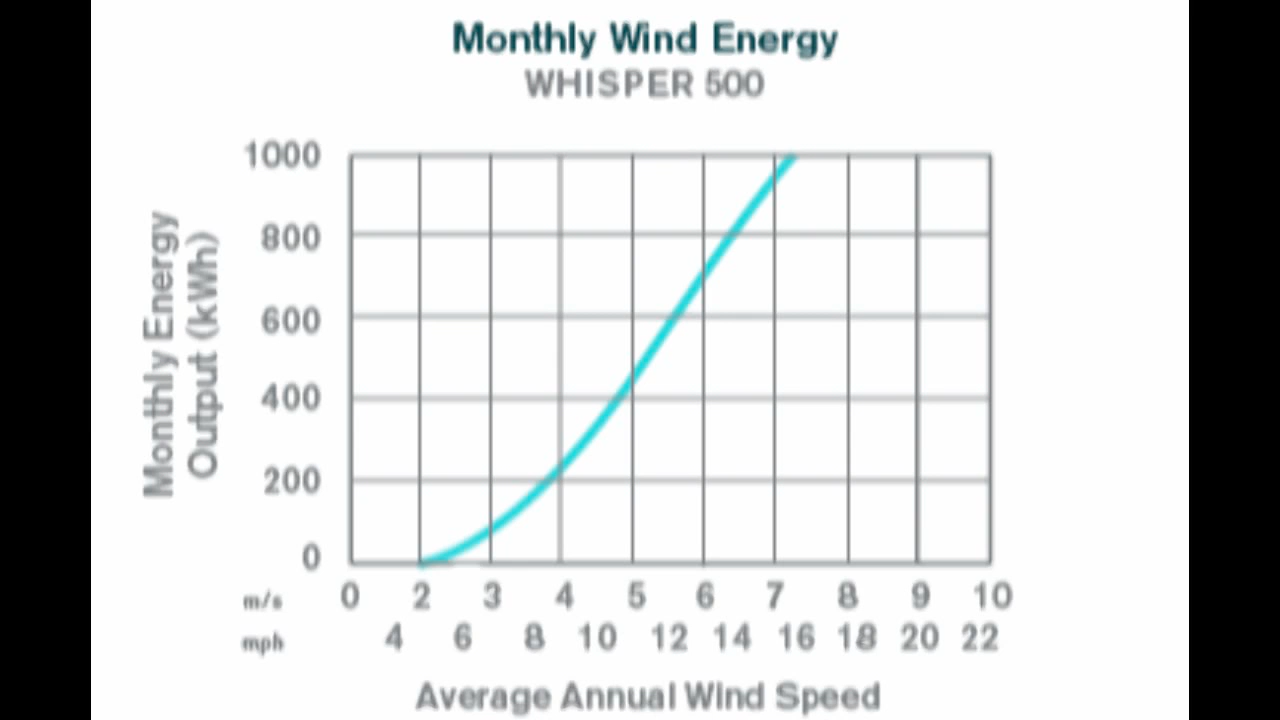 Monthly Wind Energy
WHISPER 500
Monthly Energy
Output (kWh)
1000
800
600
400
200
0
m/s 0 2 3 4 5 6 7 8 9 10
mph 4 6 8 10 12 14 16 18 20 22
Average Annual Wind Speed